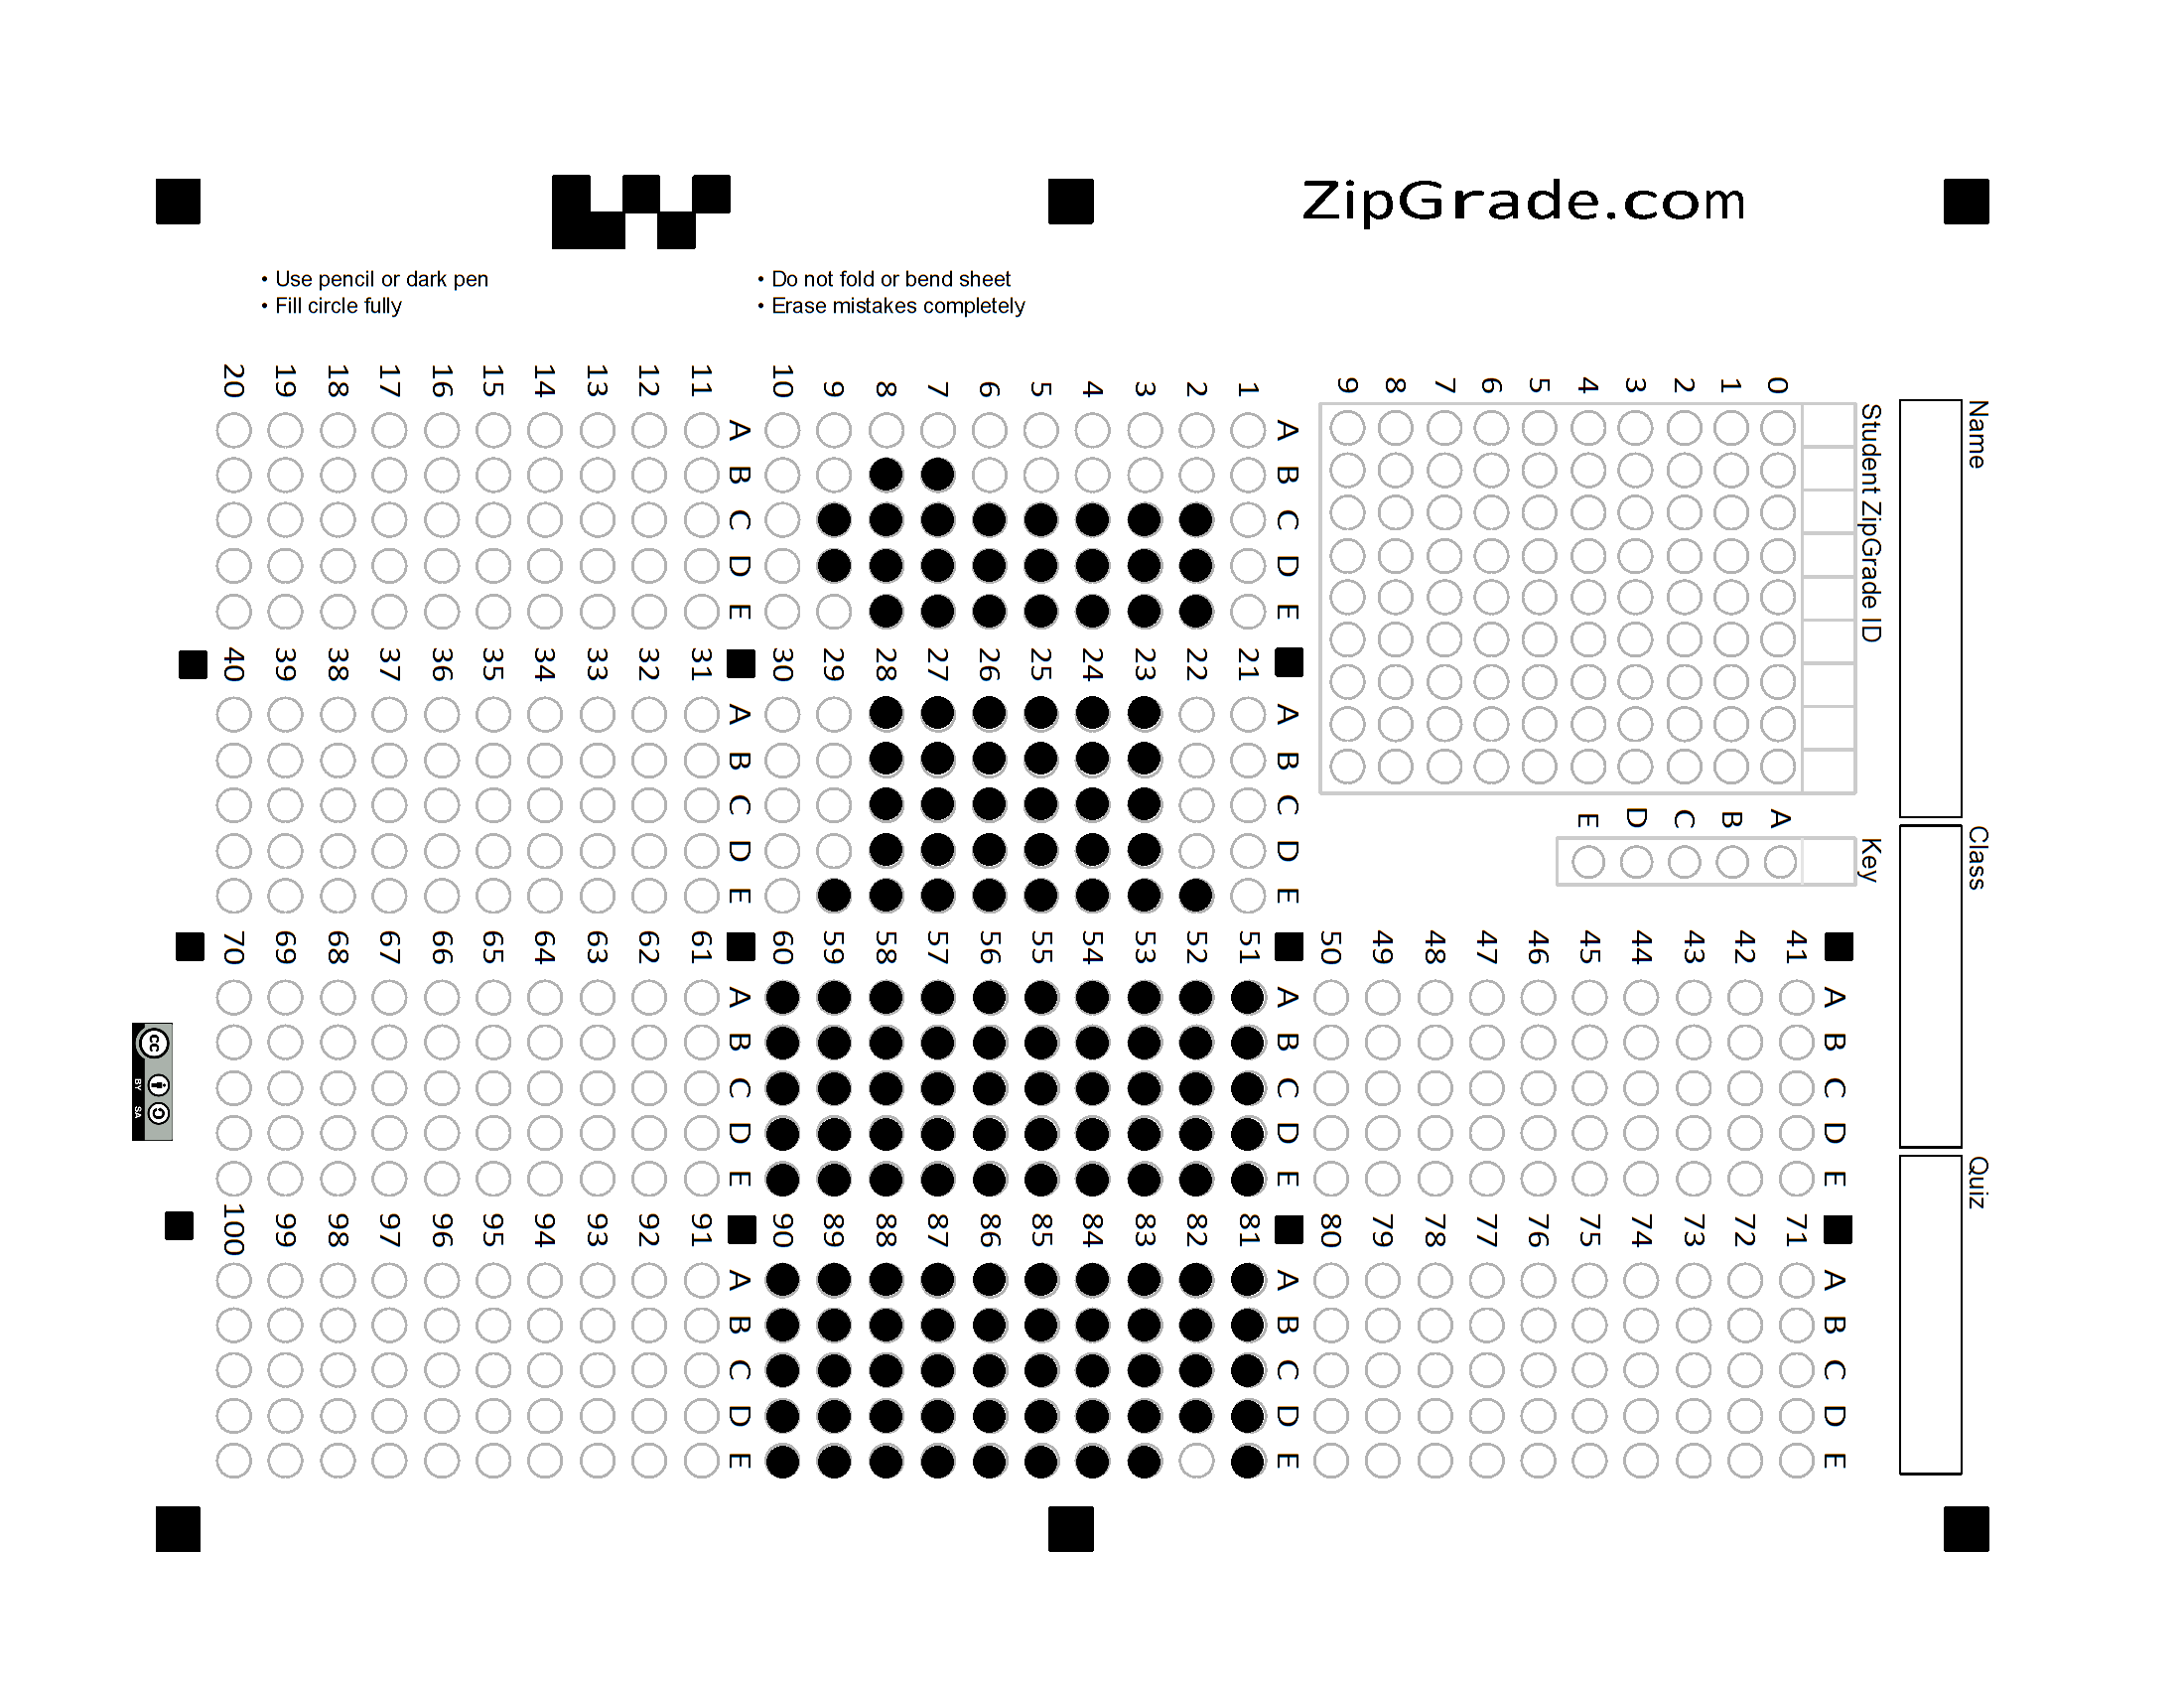 ZipGrade.com
• Use pencil or dark pen
• Fill circle fully
• Do not fold or bend sheet
• Erase mistakes completely
Name
Class
Quiz
Student ZipGrade ID
0 1 2 3 4 5 6 7 8 9
Key
A B C D E
A B C D E
1 2 3 4 5 6 7 8 9 10
A B C D E
11 12 13 14 15 16 17 18 19 20
A B C D E
21 22 23 24 25 26 27 28 29 30
A B C D E
31 32 33 34 35 36 37 38 39 40
A B C D E
41 42 43 44 45 46 47 48 49 50
A B C D E
51 52 53 54 55 56 57 58 59 60
A B C D E
61 62 63 64 65 66 67 68 69 70
A B C D E
71 72 73 74 75 76 77 78 79 80
A B C D E
81 82 83 84 85 86 87 88 89 90
A B C D E
91 92 93 94 95 96 97 98 99 100
cc
BY SA